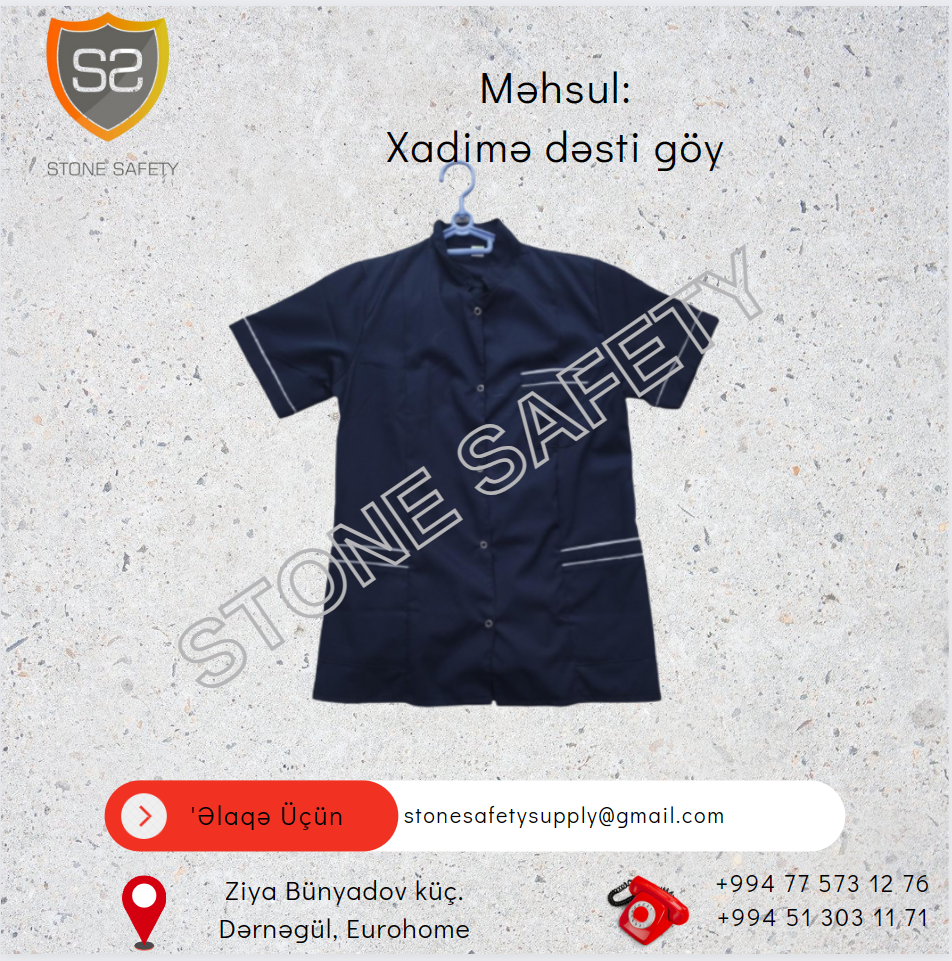 SS
STONE SAFETY
Məhsul:
Xadimə dəsti göy
STONE SAFETY
'Əlaqə Üçün
stonesafetysupply@gmail.com
Ziya Bünyadov küç.
Dərnəgül, Eurohome
+994 77 573 12 76
+994 51 303 11 71